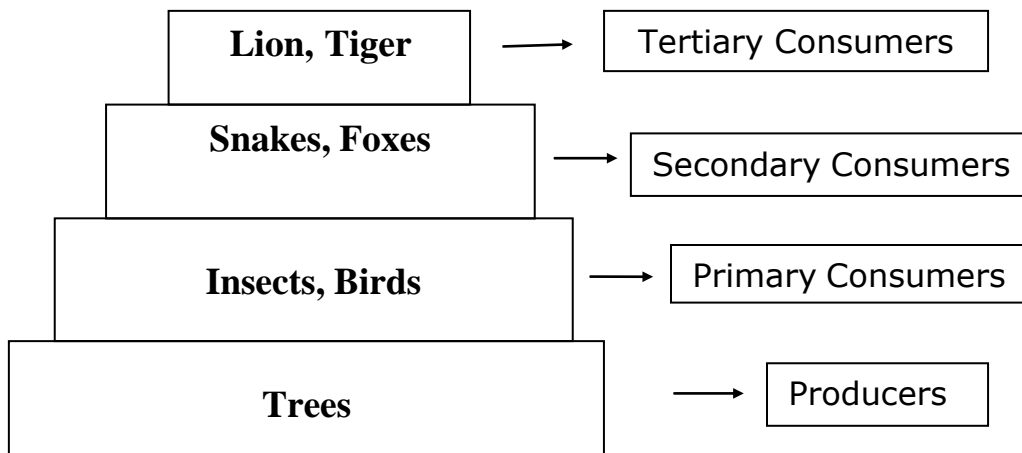 Lion, Tiger
Tertiary Consumers
Snakes, Foxes
Secondary Consumers
Insects, Birds
Primary Consumers
Trees
Producers